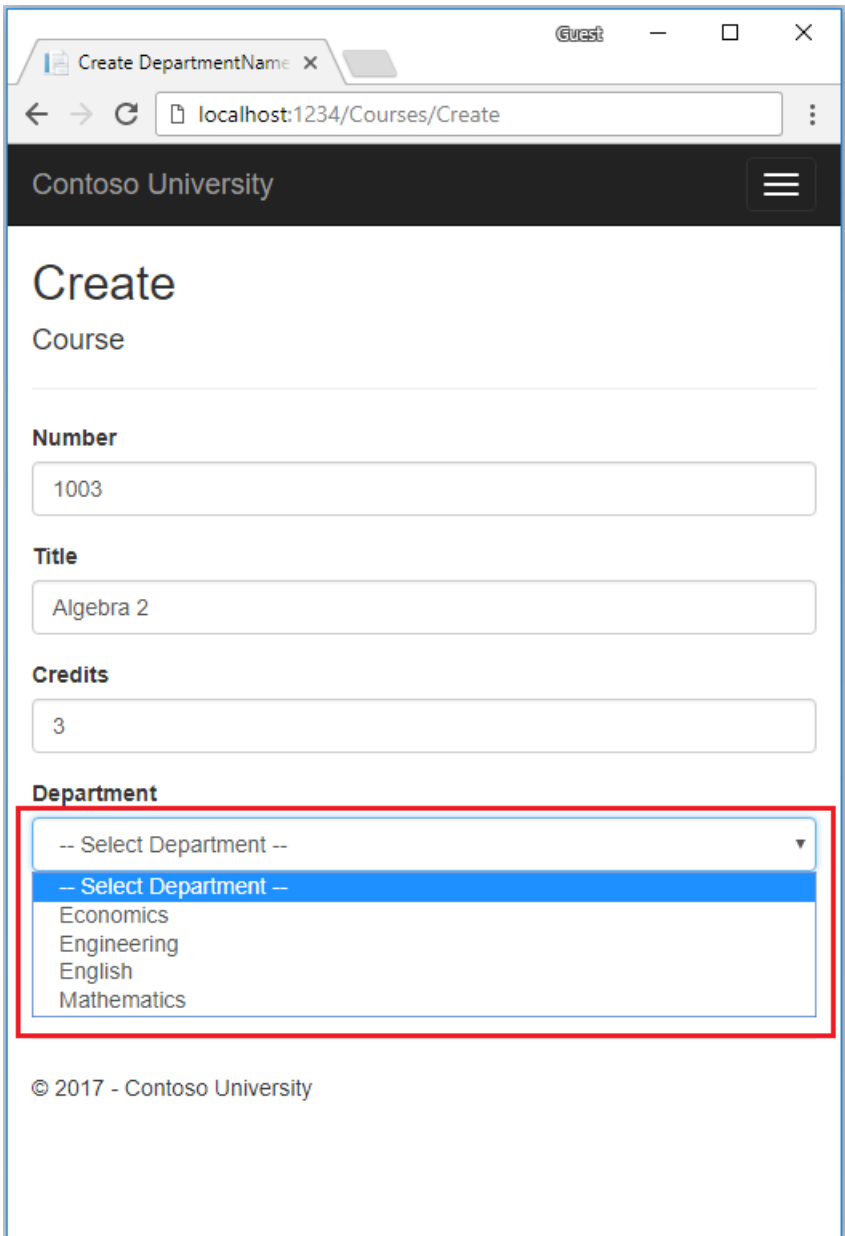 Guest
Create DepartmentName
localhost:1234/Courses/Create
Contoso University
Create
Course
Number
1003
Title
Algebra 2
Credits
3
Department
-- Select Department --
-- Select Department --
Economics
Engineering
English
Mathematics
© 2017 - Contoso University